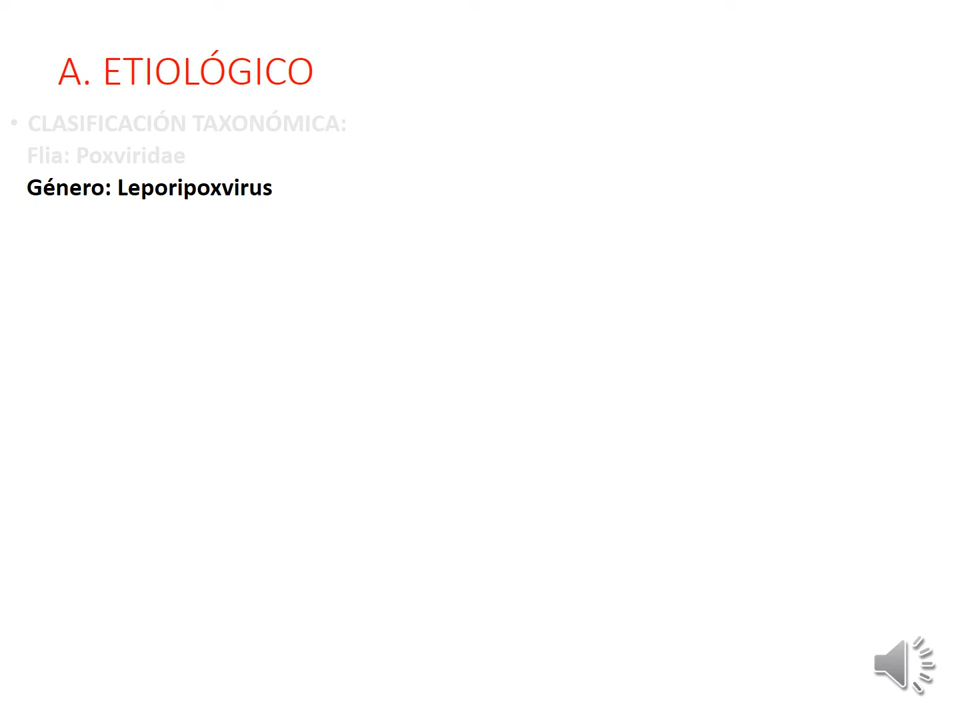 A. ETIOLÓGICO
• CLASIFICACIÓN TAXONÓMICA:
Flia: Poxviridae
Género: Leporipoxvirus